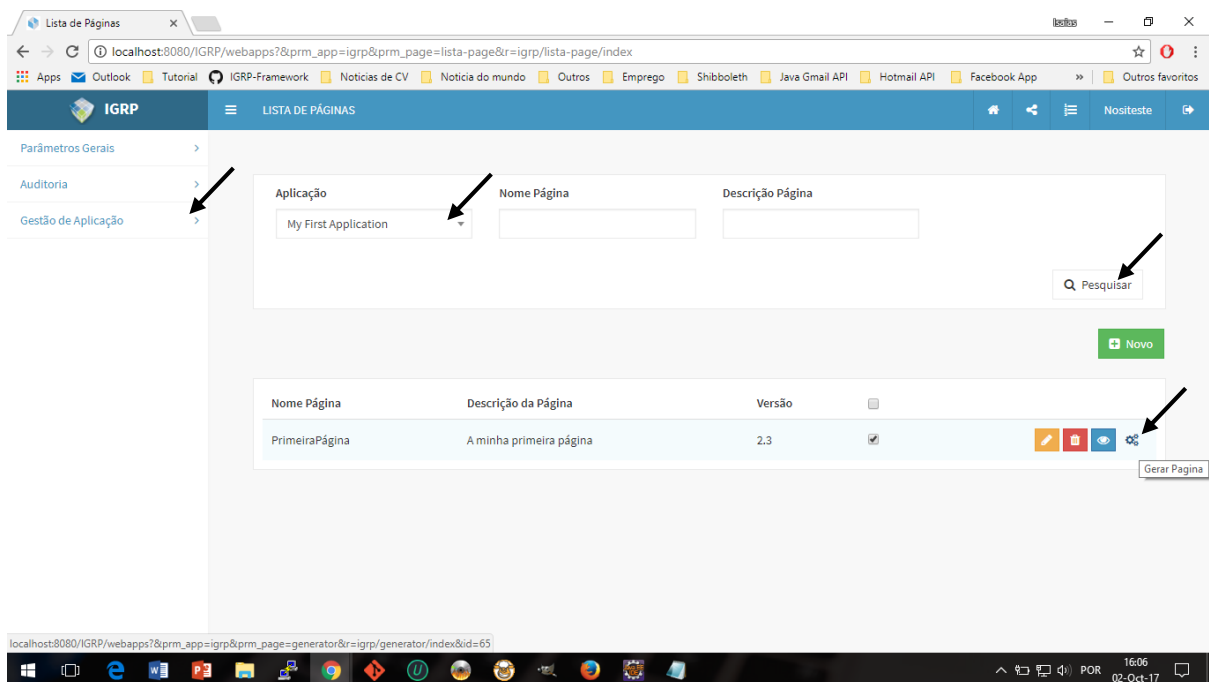 Lista de Páginas
Isaias
localhost:8080/IGRP/webapps?&prm_app=igrp&prm_page=lista-page&r=igrp/lista-page/index
Apps Outlook Tutorial IGRP-Framework Noticias de CV Noticia do mundo Outros Emprego Shibboleth Java Gmail API Hotmail API Facebook App » Outros favoritos
IGRP LISTA DE PÁGINAS Nositeste
Parâmetros Gerais
Auditoria
Gestão de Aplicação
Aplicação Nome Página Descrição Página
My First Application
Pesquisar
Novo
Nome Página Descrição da Página Versão
PrimeiraPágina A minha primeira página 2.3
Gerar Pagina
localhost:8080/IGRP/webapps?&prm_app=igrp&prm_page=generator&r=igrp/generator/index&id=65
POR 16:06
02-Oct-17